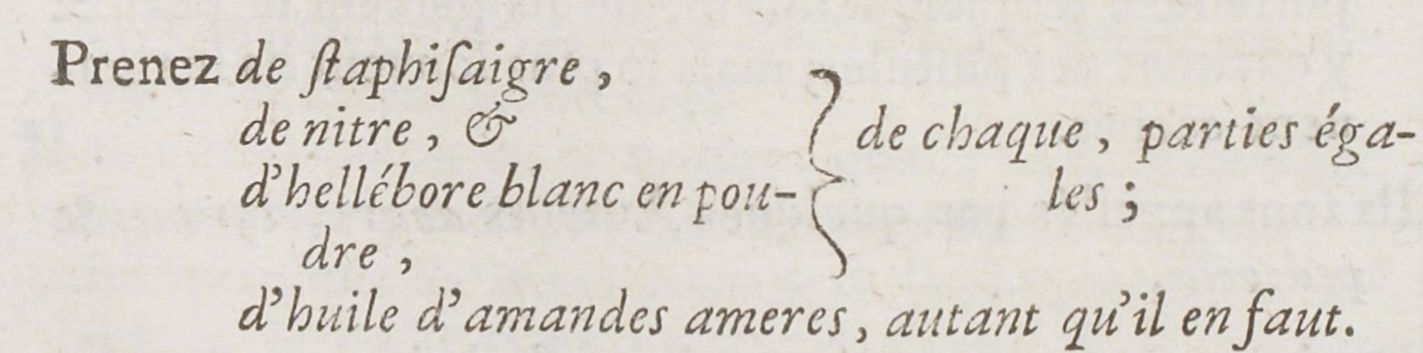 Prenez de ſtaphiſaigre,
de nitre, &
d'hellébore blanc en pou-
dre,
de chaque, parties éga-
les;
d'huile d'amandes ameres, autant qu'il en faut.